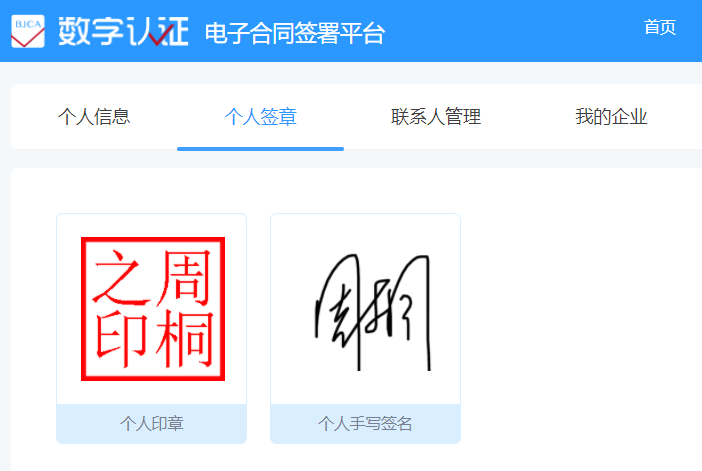 BJCA 数字认证 电子合同签署平台 首页
个人信息 个人签章 联系人管理 我的企业
之周
印桐
周桐
个人印章 个人手写签名